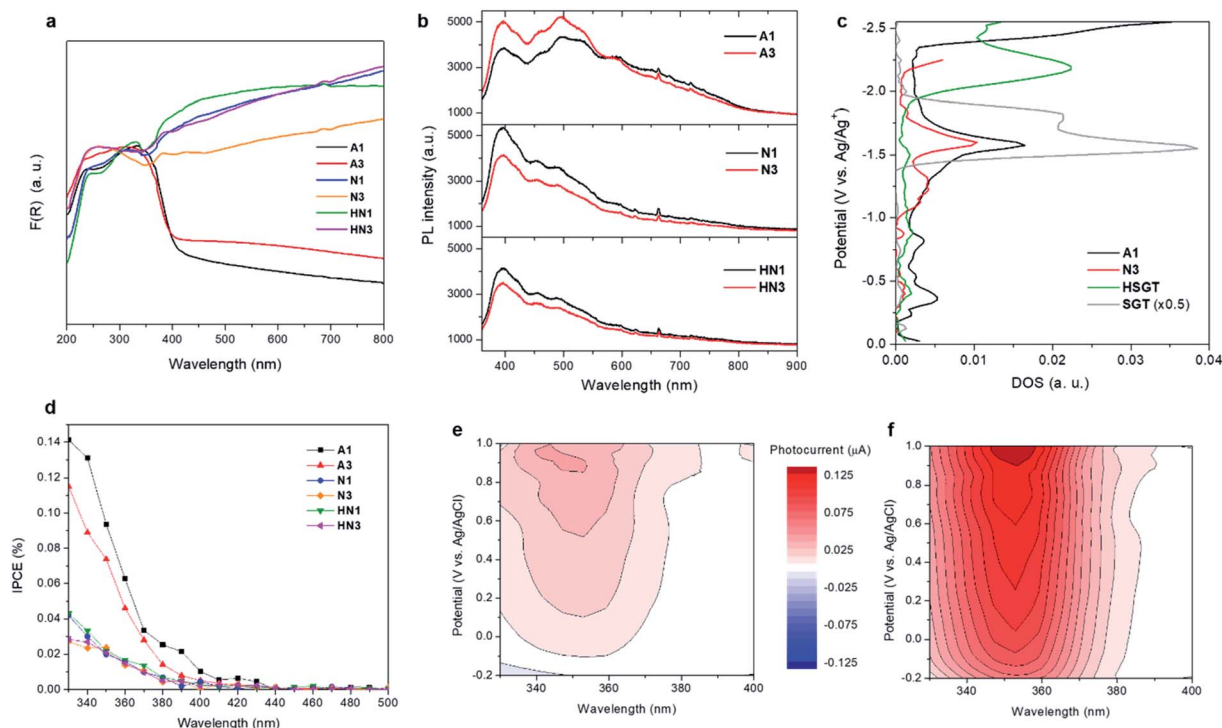 a
F(R) (a. u.)
A1
A3
N1
N3
HN1
HN3
200 300 400 500 600 700 800
Wavelength (nm)
b
5000
3000
1000
A1
A3
5000
3000
1000
N1
N3
5000
3000
1000
HN1
HN3
PL intensity (a.u.)
400 500 600 700 800 900
Wavelength (nm)
c
-2.5
-2.0
-1.5
-1.0
-0.5
-0.0
Potential (V vs. Ag/Ag⁺)
A1
N3
HSGT
SGT (x0.5)
0.00 0.01 0.02 0.03 0.04
DOS (a. u.)
d
0.14
0.12
0.10
0.08
0.06
0.04
0.02
0.00
IPCE (%)
A1
A3
N1
N3
HN1
HN3
340 360 380 400 420 440 460 480 500
Wavelength (nm)
e
1.0
0.8
0.6
0.4
0.2
0.0
-0.2
Potential (V vs. Ag/AgCl)
340 360 380 400
Wavelength (nm)
Photocurrent (μA)
0.125
0.075
0.025
-0.025
-0.075
-0.125
f
1.0
0.8
0.6
0.4
0.2
0.0
-0.2
Potential (V vs. Ag/AgCl)
340 360 380 400
Wavelength (nm)